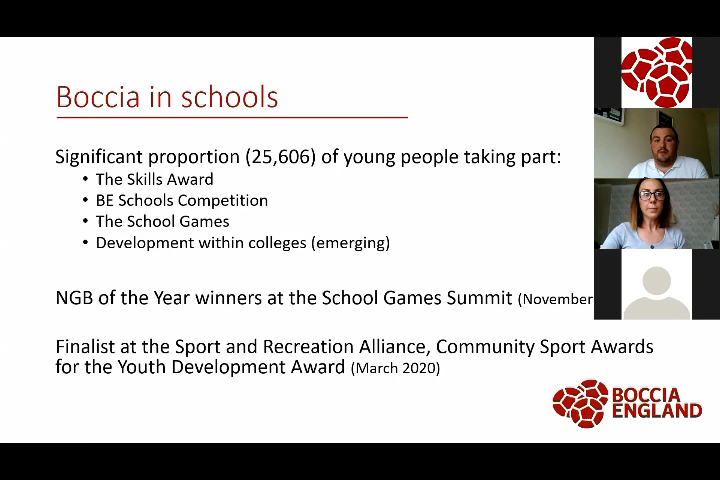 Boccia in schools
Significant proportion (25,606) of young people taking part:
• The Skills Award
• BE Schools Competition
• The School Games
• Development within colleges (emerging)
NGB of the Year winners at the School Games Summit (November
Finalist at the Sport and Recreation Alliance, Community Sport Awards
for the Youth Development Award (March 2020)
BOCCIA
ENGLAND